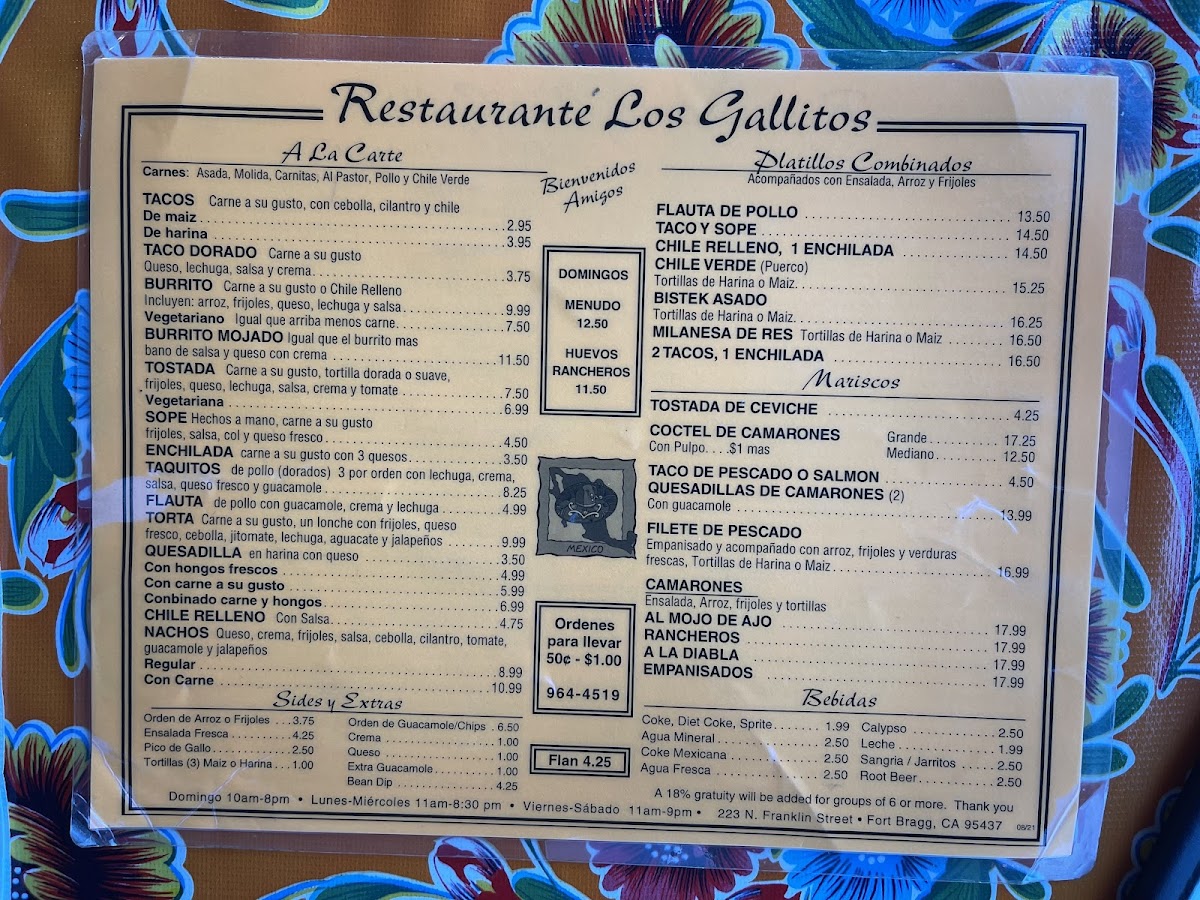 Restaurante Los Gallitos
A La Carte
Carnes: Asada, Molida, Carnitas, Al Pastor, Pollo y Chile Verde
TACOS Carne a su gusto, con cebolla, cilantro y chile
De maiz 2.95
De harina 3.95
TACO DORADO Carne a su gusto
Queso, lechuga, salsa y crema. 3.75
BURRITO Carne a su gusto o Chile Relleno
Incluyen: arroz, frijoles, queso, lechuga y salsa 9.99
Vegetariano Igual que arriba menos carne. 7.50
BURRITO MOJADO Igual que el burrito mas
bano de salsa y queso con crema 11.50
TOSTADA Carne a su gusto, tortilla dorada o suave,
frijoles, queso, lechuga, salsa, crema y tomate 7.50
Vegetariana 6.99
SOPE Hechos a mano, carne a su gusto
frijoles, salsa, col y queso fresco 4.50
ENCHILADA carne a su gusto con 3 quesos 3.50
TAQUITOS de pollo (dorados) 3 por orden con lechuga, crema,
salsa, queso fresco y guacamole 8.25
FLAUTA de pollo con guacamole, crema y lechuga 4.99
TORTA Carne a su gusto, un lonche con frijoles, queso
fresco, cebolla, jitomate, lechuga, aguacate y jalapeños 9.99
QUESADILLA en harina con queso 3.50
Con hongos frescos 4.99
Con carne a su gusto 5.99
Conbinado carne y hongos 6.99
CHILE RELLENO Con Salsa 4.75
NACHOS Queso, crema, frijoles, salsa, cebolla, cilantro, tomate,
guacamole y jalapeños
Regular 8.99
Con Carne 10.99
Sides y Extras
Orden de Arroz o Frijoles 3.75
Ensalada Fresca 4.25
Pico de Gallo 2.50
Tortillas (3) Maiz o Harina 1.00
Orden de Guacamole/Chips 6.50
Crema 1.00
Queso 1.00
Extra Guacamole 1.00
Bean Dip 4.25
Bienvenidos
Amigos
DOMINGOS
MENUDO
12.50
HUEVOS
RANCHEROS
11.50
MEXICO
Ordenes
para llevar
50¢ - $1.00
964-4519
Flan 4.25
Platillos Combinados
Acompañados con Ensalada, Arroz y Frijoles
FLAUTA DE POLLO 13.50
TACO Y SOPE 14.50
CHILE RELLENO, 1 ENCHILADA 14.50
CHILE VERDE (Puerco)
Tortillas de Harina o Maiz. 15.25
BISTEK ASADO
Tortillas de Harina o Maiz. 16.25
MILANESA DE RES Tortillas de Harina o Maiz 16.50
2 TACOS, 1 ENCHILADA 16.50
Mariscos
TOSTADA DE CEVICHE 4.25
COCTEL DE CAMARONES Grande 17.25
Con Pulpo. . . .$1 mas Mediano 12.50
TACO DE PESCADO O SALMON 4.50
QUESADILLAS DE CAMARONES (2)
Con guacamole 13.99
FILETE DE PESCADO
Empanisado y acompañado con arroz, frijoles y verduras
frescas, Tortillas de Harina o Maiz 16.99
CAMARONES
Ensalada, Arroz, frijoles y tortillas
AL MOJO DE AJO 17.99
RANCHEROS 17.99
A LA DIABLA 17.99
EMPANISADOS 17.99
Bebidas
Coke, Diet Coke, Sprite 1.99
Agua Mineral 2.50
Coke Mexicana 2.50
Agua Fresca 2.50
Calypso 2.50
Leche 1.99
Sangria / Jarritos 2.50
Root Beer 2.50
A 18% gratuity will be added for groups of 6 or more. Thank you
Domingo 10am-8pm • Lunes-Miércoles 11am-8:30 pm • Viernes-Sábado 11am-9pm • 223 N. Franklin Street • Fort Bragg, CA 95437 08/21